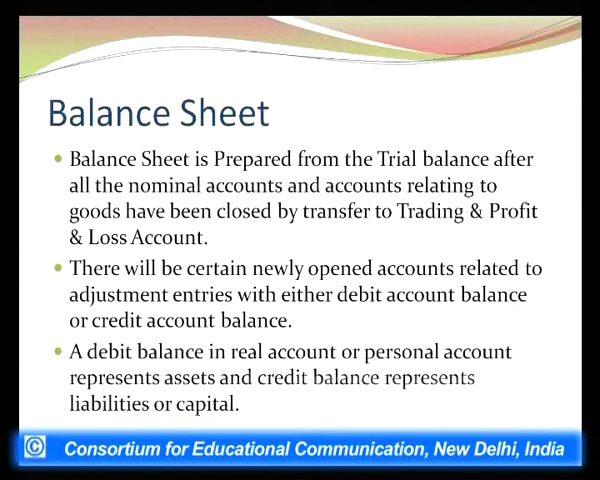 Balance Sheet
• Balance Sheet is Prepared from the Trial balance after
all the nominal accounts and accounts relating to
goods have been closed by transfer to Trading & Profit
& Loss Account.
• There will be certain newly opened accounts related to
adjustment entries with either debit account balance
or credit account balance.
• A debit balance in real account or personal account
represents assets and credit balance represents
liabilities or capital.
© Consortium for Educational Communication, New Delhi, India